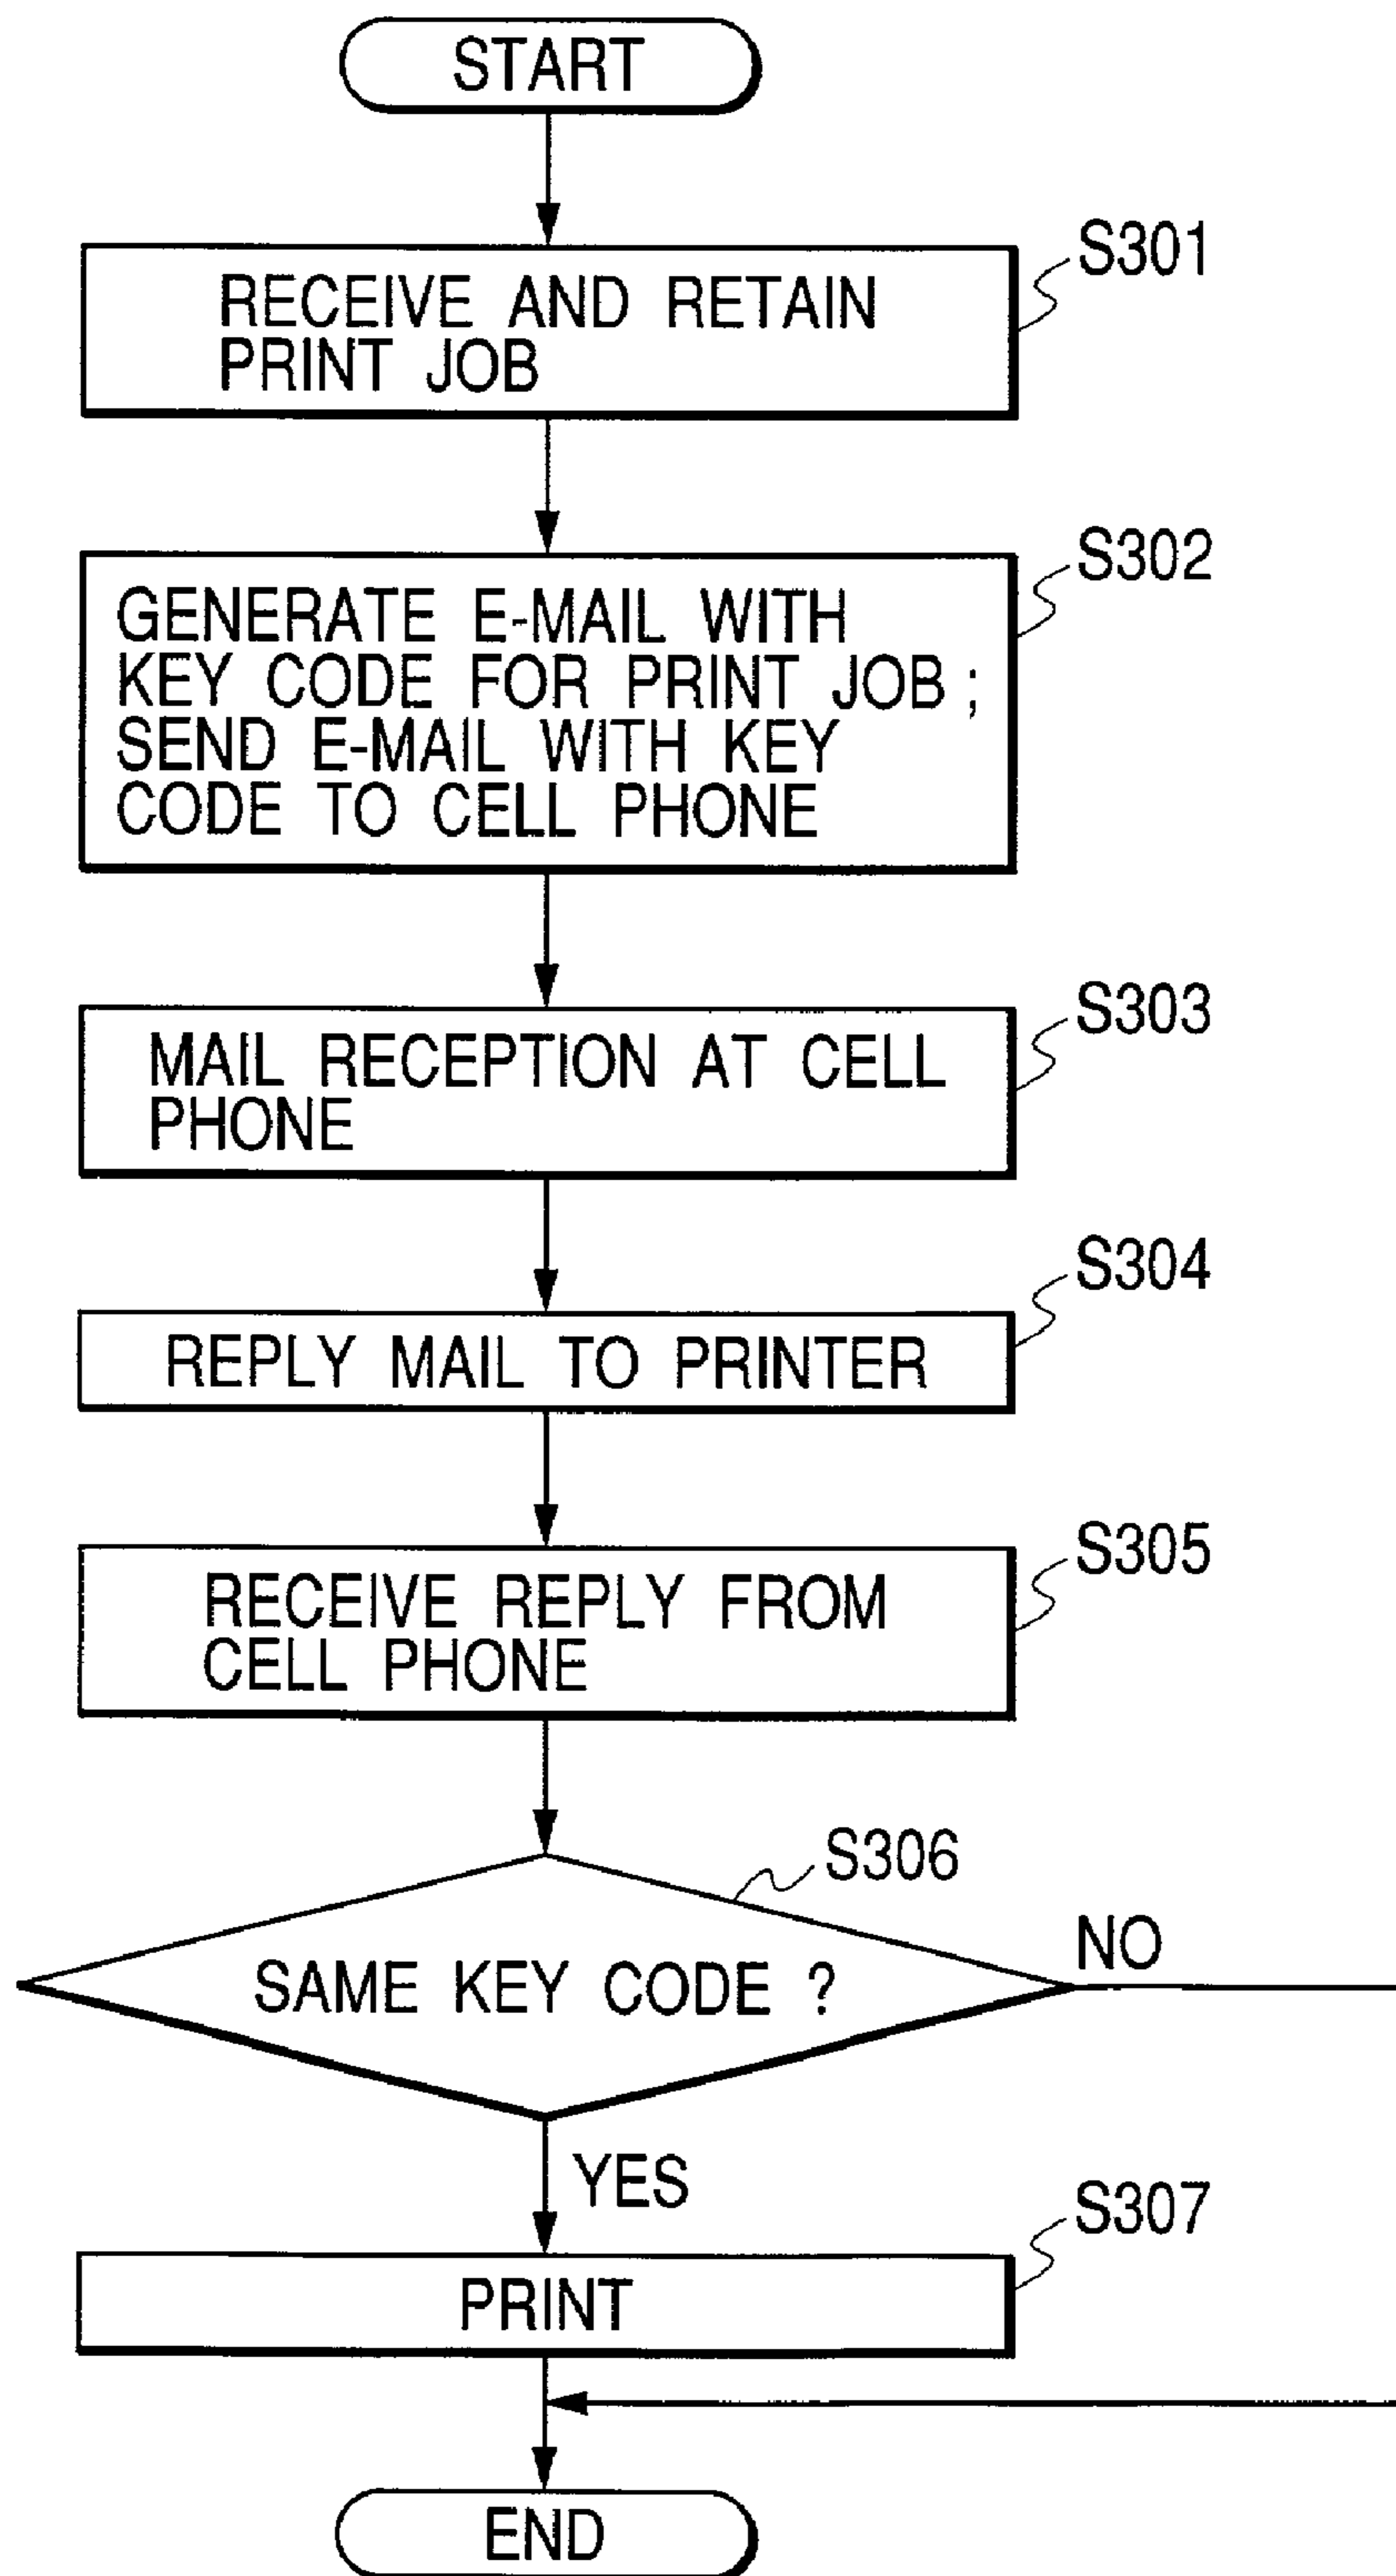 START
S301
RECEIVE AND RETAIN
PRINT JOB
S302
GENERATE E-MAIL WITH
KEY CODE FOR PRINT JOB ;
SEND E-MAIL WITH KEY
CODE TO CELL PHONE
S303
MAIL RECEPTION AT CELL
PHONE
S304
REPLY MAIL TO PRINTER
S305
RECEIVE REPLY FROM
CELL PHONE
S306
NO
SAME KEY CODE ?
YES
S307
PRINT
END